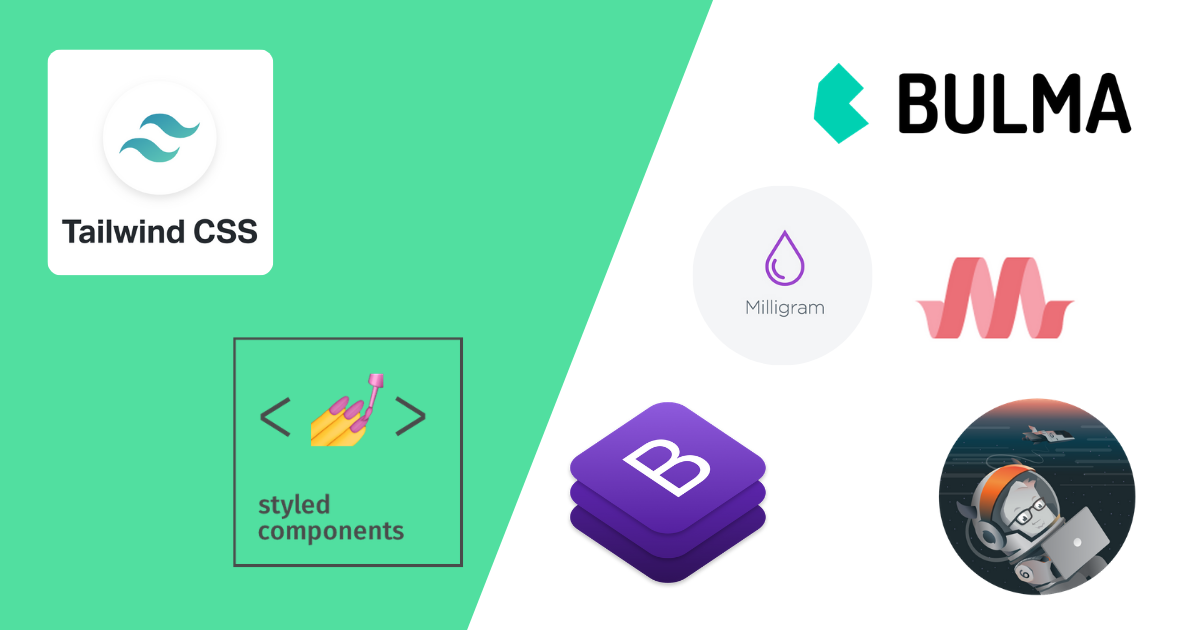 Tailwind CSS
< >
styled
components
BULMA
Milligram
B